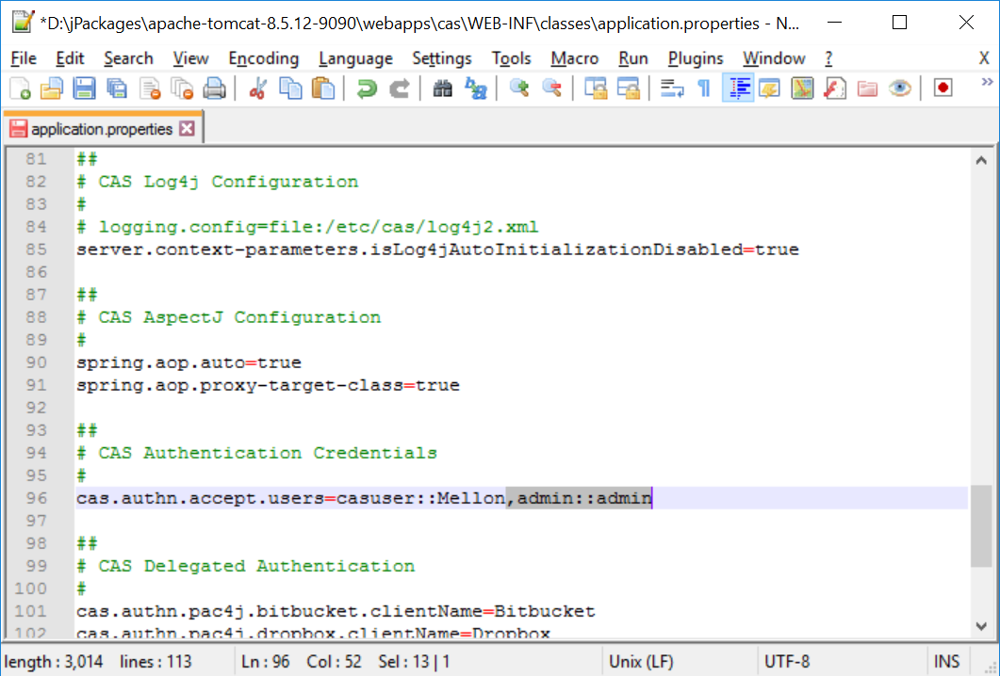 *D:\jPackages\apache-tomcat-8.5.12-9090\webapps\cas\WEB-INF\classes\application.properties - N...
File Edit Search View Encoding Language Settings Tools Macro Run Plugins Window ? X
application.properties
81 ##
82 # CAS Log4j Configuration
83 #
84 # logging.config=file:/etc/cas/log4j2.xml
85 server.context-parameters.isLog4jAutoInitializationDisabled=true
86
87 ##
88 # CAS AspectJ Configuration
89 #
90 spring.aop.auto=true
91 spring.aop.proxy-target-class=true
92
93 ##
94 # CAS Authentication Credentials
95 #
96 cas.authn.accept.users=casuser::Mellon,admin::admin
97
98 ##
99 # CAS Delegated Authentication
100 #
101 cas.authn.pac4j.bitbucket.clientName=Bitbucket
102 cas.authn.pac4j.dropbox.clientName=Dropbox
length : 3,014 lines : 113 Ln : 96 Col : 52 Sel : 13 | 1 Unix (LF) UTF-8 INS